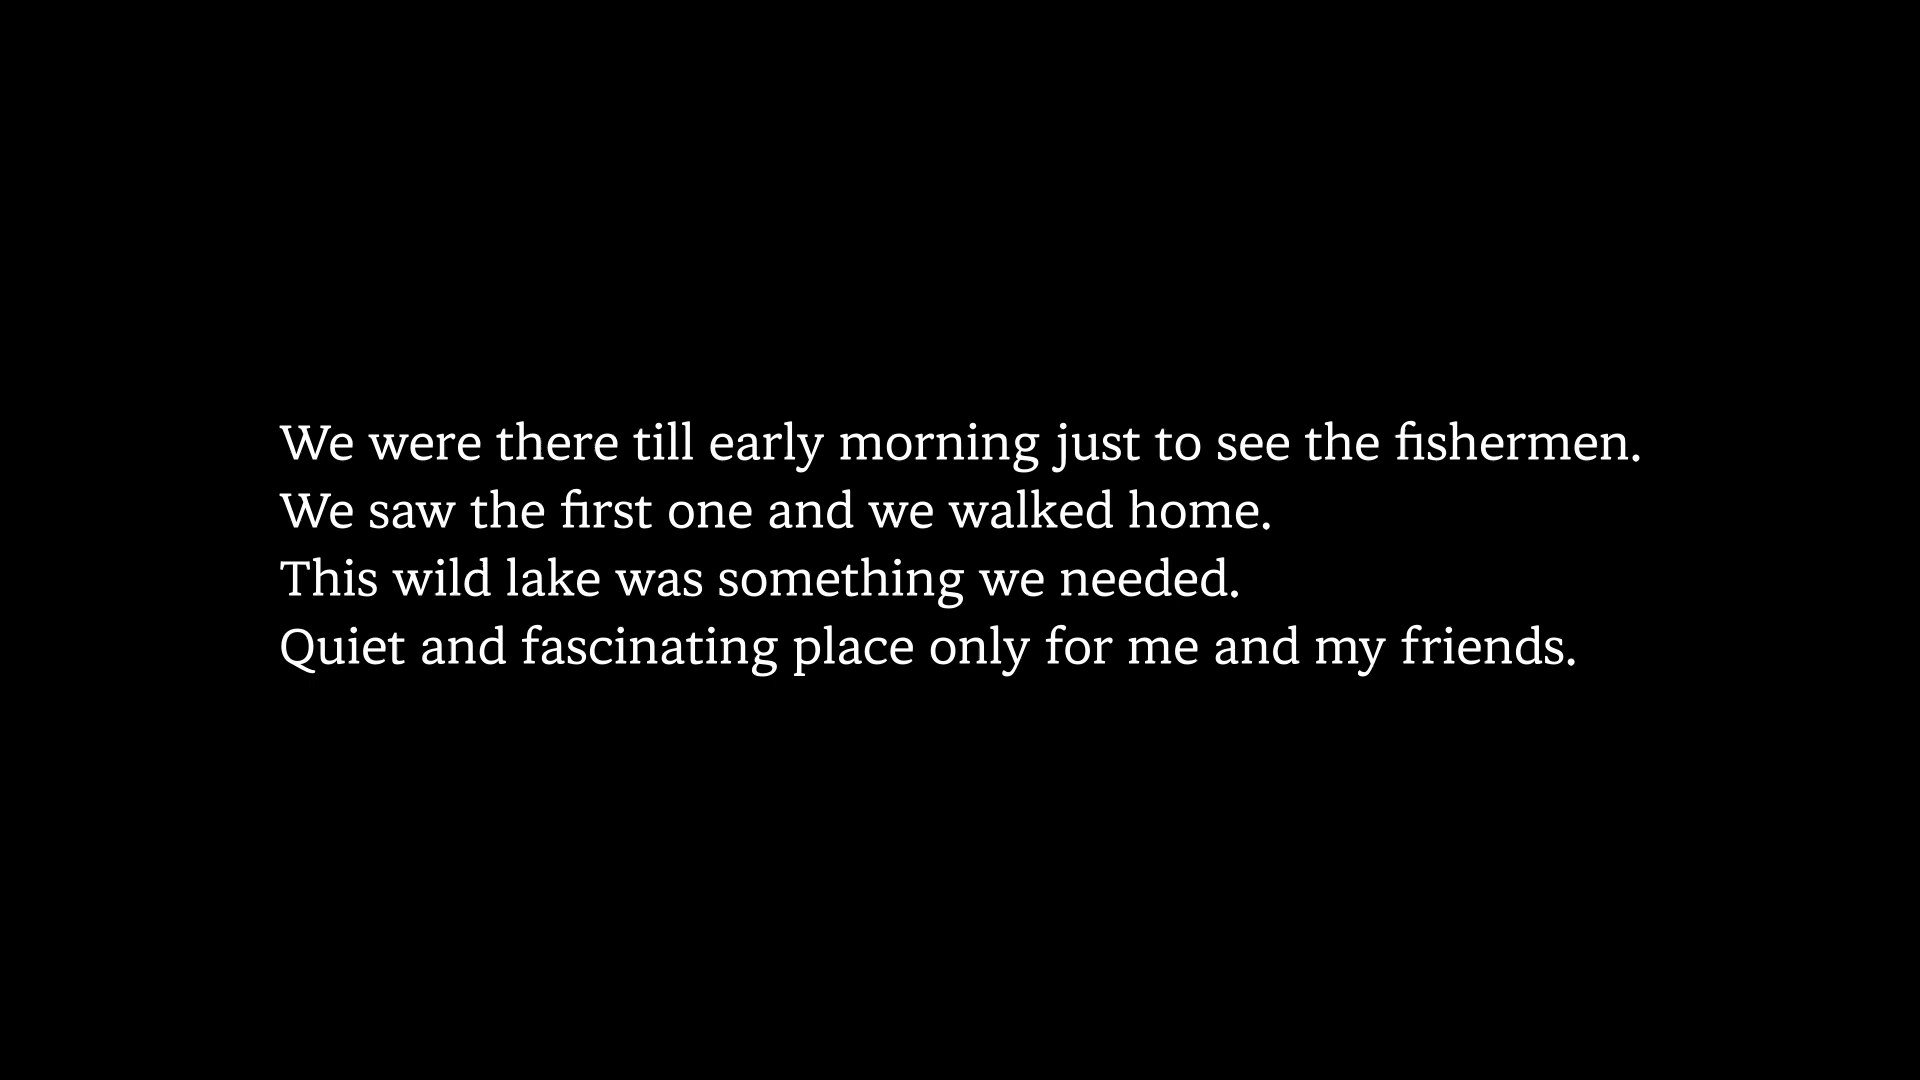 We were there till early morning just to see the fishermen.
We saw the first one and we walked home.
This wild lake was something we needed.
Quiet and fascinating place only for me and my friends.